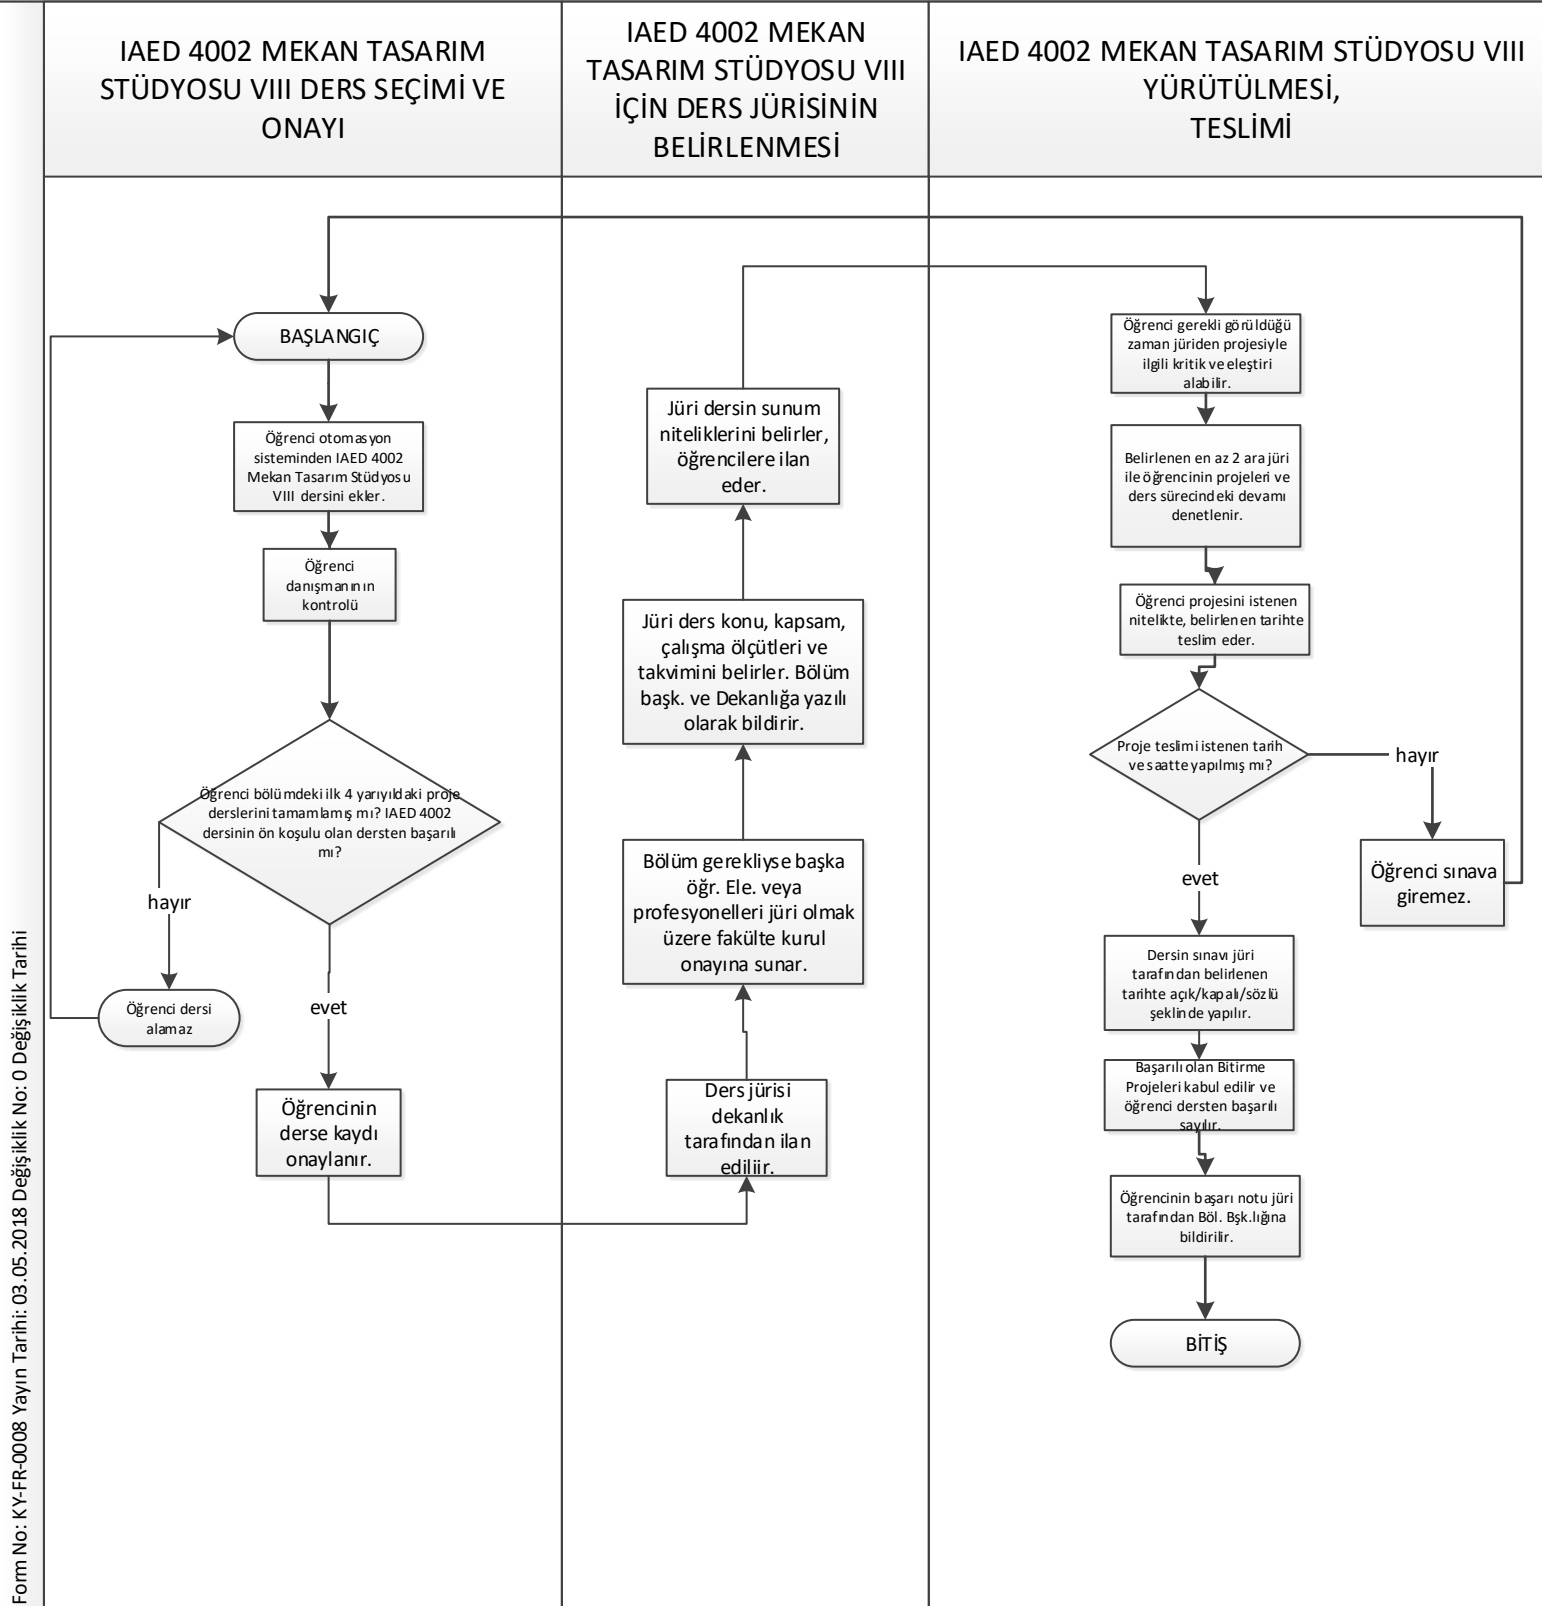 IAED 4002 MEKAN TASARIM
STÜDYOSU VIII DERS SEÇİMİ VE
ONAYI
IAED 4002 MEKAN
TASARIM STÜDYOSU VIII
İÇİN DERS JÜRİSİNİN
BELİRLENMESİ
IAED 4002 MEKAN TASARIM STÜDYOSU VIII
YÜRÜTÜLMESİ,
TESLİMİ
BAŞLANGIÇ
Öğrenci otomasyon
sisteminden IAED 4002
Mekan Tasarım Stüdyosu
VIII dersini ekler.
Öğrenci
danışmanının
kontrolü
Öğrenci bölümdeki ilk 4 yarıyıldaki proje
derslerini tamamlamış mı? IAED 4002
dersinin ön koşulu olan dersten başarılı
mı?
hayır
Öğrenci dersi
alamaz
evet
Öğrencinin
derse kaydı
onaylanır.
Jüri dersin sunum
niteliklerini belirler,
öğrencilere ilan
eder.
Jüri ders konu, kapsam,
çalışma ölçütleri ve
takvimini belirler. Bölüm
başk. ve Dekanlığa yazılı
olarak bildirir.
Bölüm gerekliyse başka
öğr. Ele. veya
profesyonelleri jüri olmak
üzere fakülte kurul
onayına sunar.
Ders jürisi
dekanlık
tarafından ilan
ediliir.
Öğrenci gerekli görüldüğü
zaman jüriden projesiyle
ilgili kritik ve eleştiri
alabilir.
Belirlenen en az 2 ara jüri
ile öğrencinin projeleri ve
ders sürecindeki devamı
denetlenir.
Öğrenci projesini istenen
nitelikte, belirlenen tarihte
teslim eder.
Proje teslimi istenen tarih
ve saatte yapılmış mı?
hayır
Öğrenci sınava
giremez.
evet
Dersin sınavı jüri
tarafından belirlenen
tarihte açık/kapalı/sözlü
şeklinde yapılır.
Başarılı olan Bitirme
Projeleri kabul edilir ve
öğrenci dersten başarılı
sayılır.
Öğrencinin başarı notu jüri
tarafından Böl. Bşk.lığına
bildirilir.
BİTİŞ
Form No: KY-FR-0008 Yayın Tarihi: 03.05.2018 Değişiklik No: 0 Değişiklik Tarihi